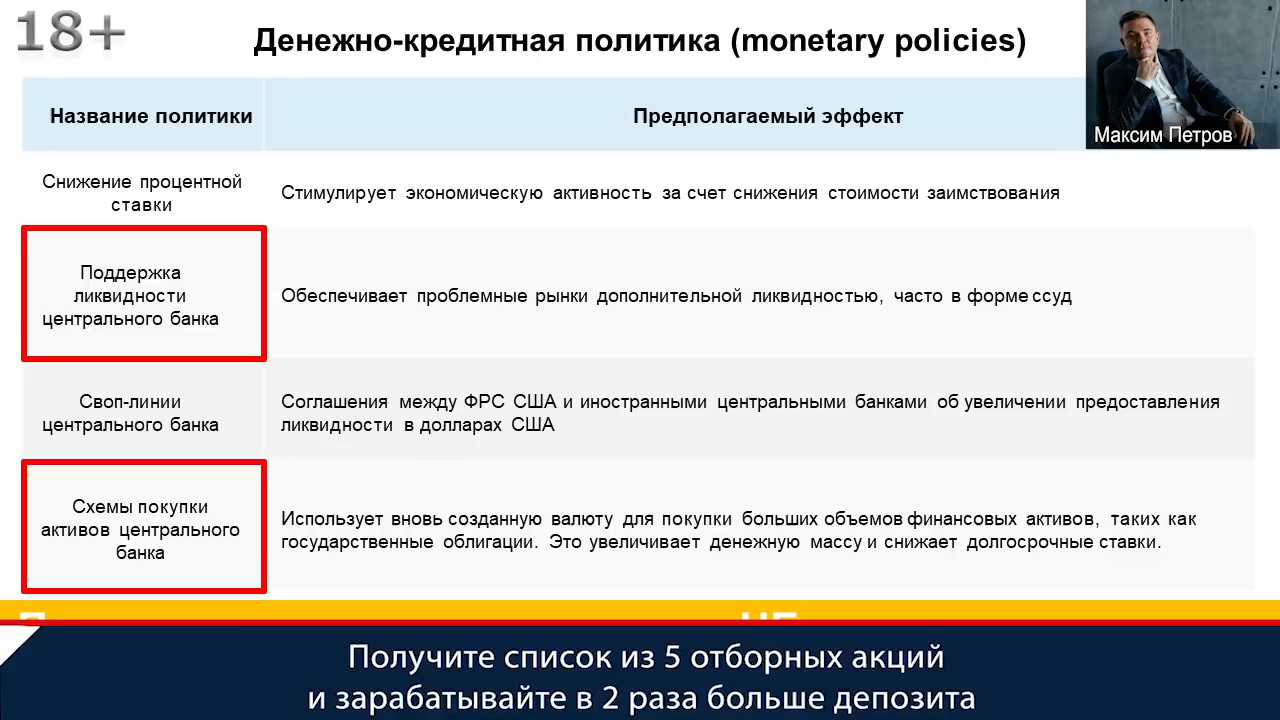 18+
Денежно-кредитная политика (monetary policies)
Максим Петров
Название политики
Предполагаемый эффект
Снижение процентной
ставки
Стимулирует экономическую активность за счет снижения стоимости заимствования
Поддержка
ликвидности
центрального банка
Обеспечивает проблемные рынки дополнительной ликвидностью, часто в форме ссуд
Своп-линии
центрального банка
Соглашения между ФРС США и иностранными центральными банками об увеличении предоставления
ликвидности в долларах США
Схемы покупки
активов центрального
банка
Использует вновь созданную валюту для покупки больших объемов финансовых активов, таких как
государственные облигации. Это увеличивает денежную массу и снижает долгосрочные ставки.
Получите список из 5 отборных акций
и зарабатывайте в 2 раза больше депозита